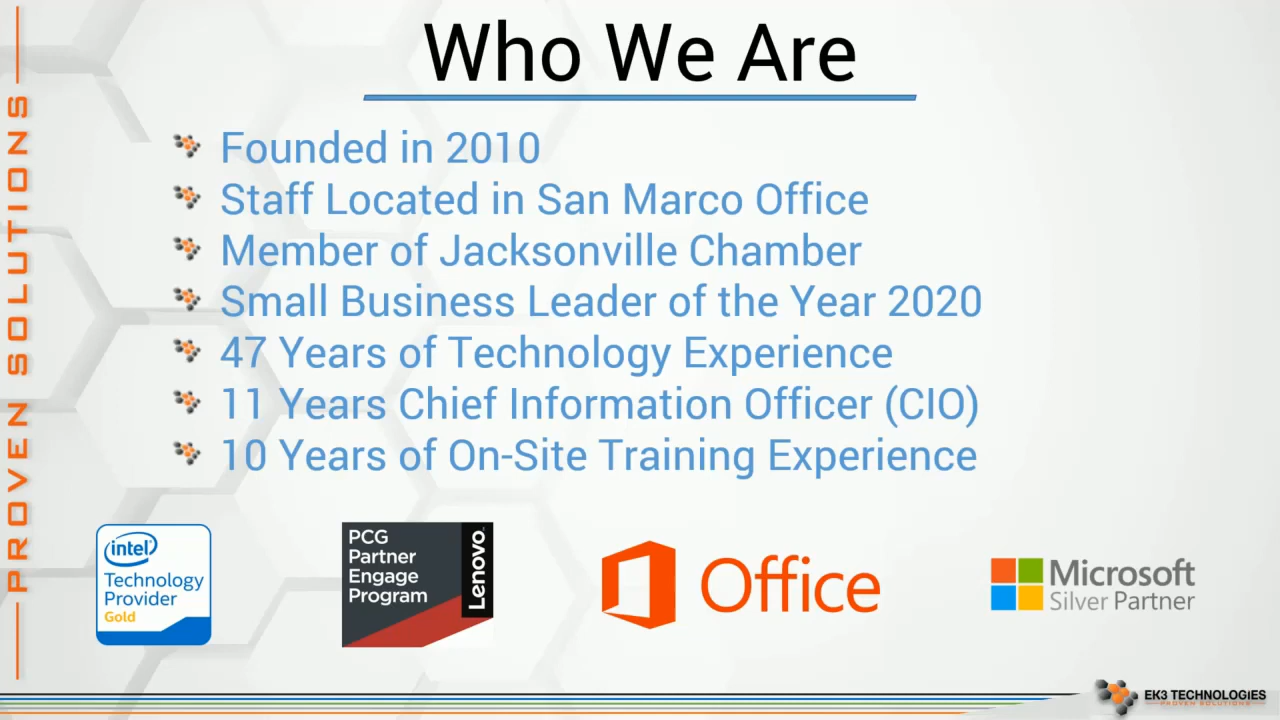 Who We Are
Founded in 2010
Staff Located in San Marco Office
Member of Jacksonville Chamber
Small Business Leader of the Year 2020
47 Years of Technology Experience
11 Years Chief Information Officer (CIO)
10 Years of On-Site Training Experience
PROVEN SOLUTIONS
intel
Technology
Provider
Gold
PCG
Partner
Engage
Program
Lenovo
Office
Microsoft
Silver Partner
EK3 TECHNOLOGIES
PROVEN SOLUTIONS